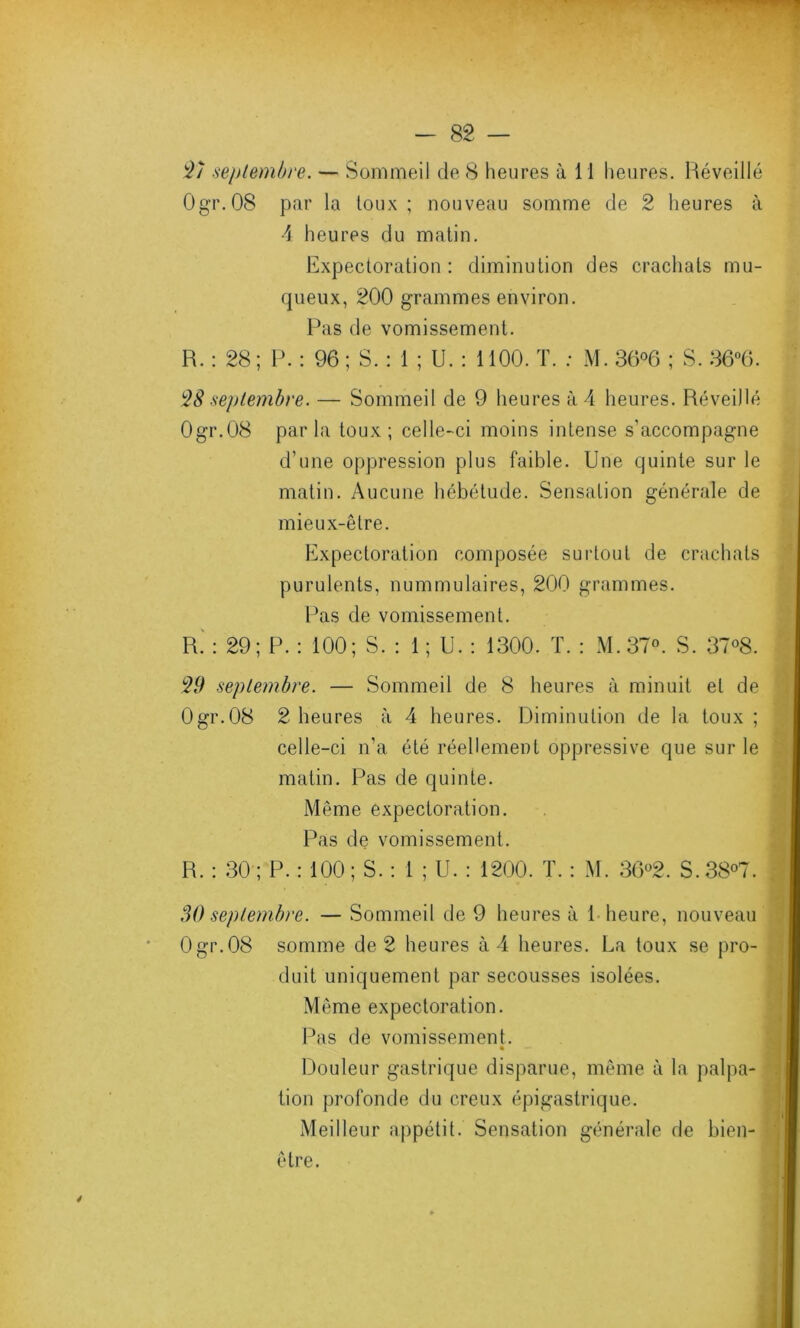 — 82 —
27 septembre. — Sommeil de 8 heures à 11 heures. Réveillé
0gr.08 par la toux ; nouveau somme de 2 heures à
4 heures du matin.
Expectoration : diminution des crachats mu-
queux, 200 grammes environ.
Pas de vomissement.
R. : 28 ; P. : 96 ; S. : 1 ; U. : 1100. T. : M. 36°6 ; S. 36°6.
28 septembre. — Sommeil de 9 heures à 4 heures. Réveillé
0gr.08 par la toux ; celle-ci moins intense s'accompagne
d'une oppression plus faible. Une quinte sur le
matin. Aucune hébétude. Sensation générale de
mieux-être.
Expectoration composée surtout de crachats
purulents, nummulaires, 200 grammes.
Pas de vomissement.
R. : 29; P. : 100; S. : 1; U. : 1300. T. : M. 37°. S. 37°8.
29 septembre. — Sommeil de 8 heures à minuit et de
0gr.08 2 heures à 4 heures. Diminution de la toux ;
celle-ci n'a été réellement oppressive que sur le
matin. Pas de quinte.
Même expectoration.
Pas de vomissement.
R. : 30 ; P. : 100 ; S. : 1 ; U. : 1200. T. : M. 36°2. S. 38°7.
30 septembre. — Sommeil de 9 heures à 1 heure, nouveau
0gr.08 somme de 2 heures à 4 heures. La toux se pro-
duit uniquement par secousses isolées.
Même expectoration.
Pas de vomissement.
Douleur gastrique disparue, même à la palpa-
tion profonde du creux épigastrique.
Meilleur appétit. Sensation générale de bien-
être.